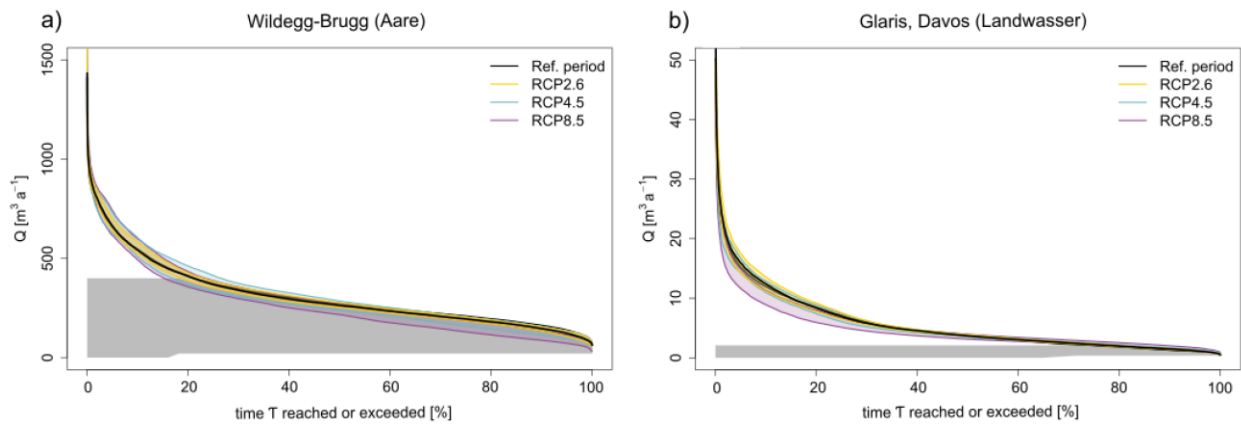 a)
Wildegg-Brugg (Aare)
Ref. period
RCP2.6
RCP4.5
RCP8.5
Q [m³ a⁻¹]
1500
1000
500
0
0 20 40 60 80 100
time T reached or exceeded [%]
b)
Glaris, Davos (Landwasser)
Ref. period
RCP2.6
RCP4.5
RCP8.5
Q [m³ a⁻¹]
50
40
30
20
10
0
0 20 40 60 80 100
time T reached or exceeded [%]